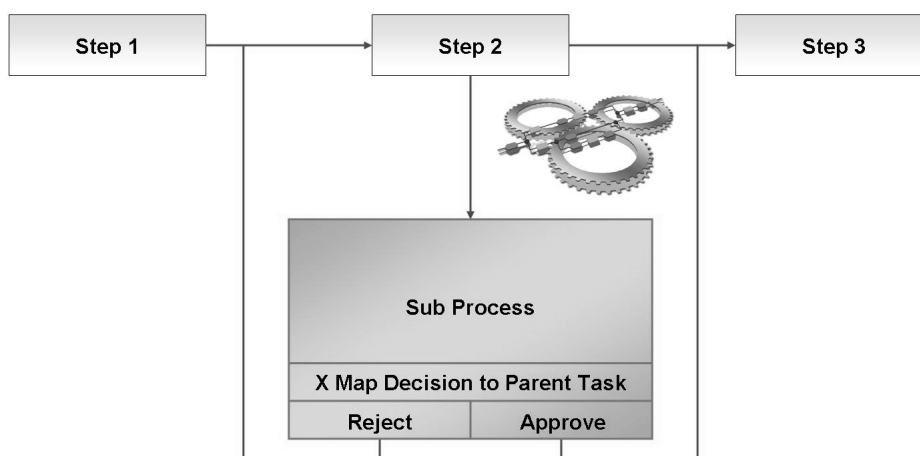 Step 1
Step 2
Step 3
Sub Process
X Map Decision to Parent Task
Reject
Approve